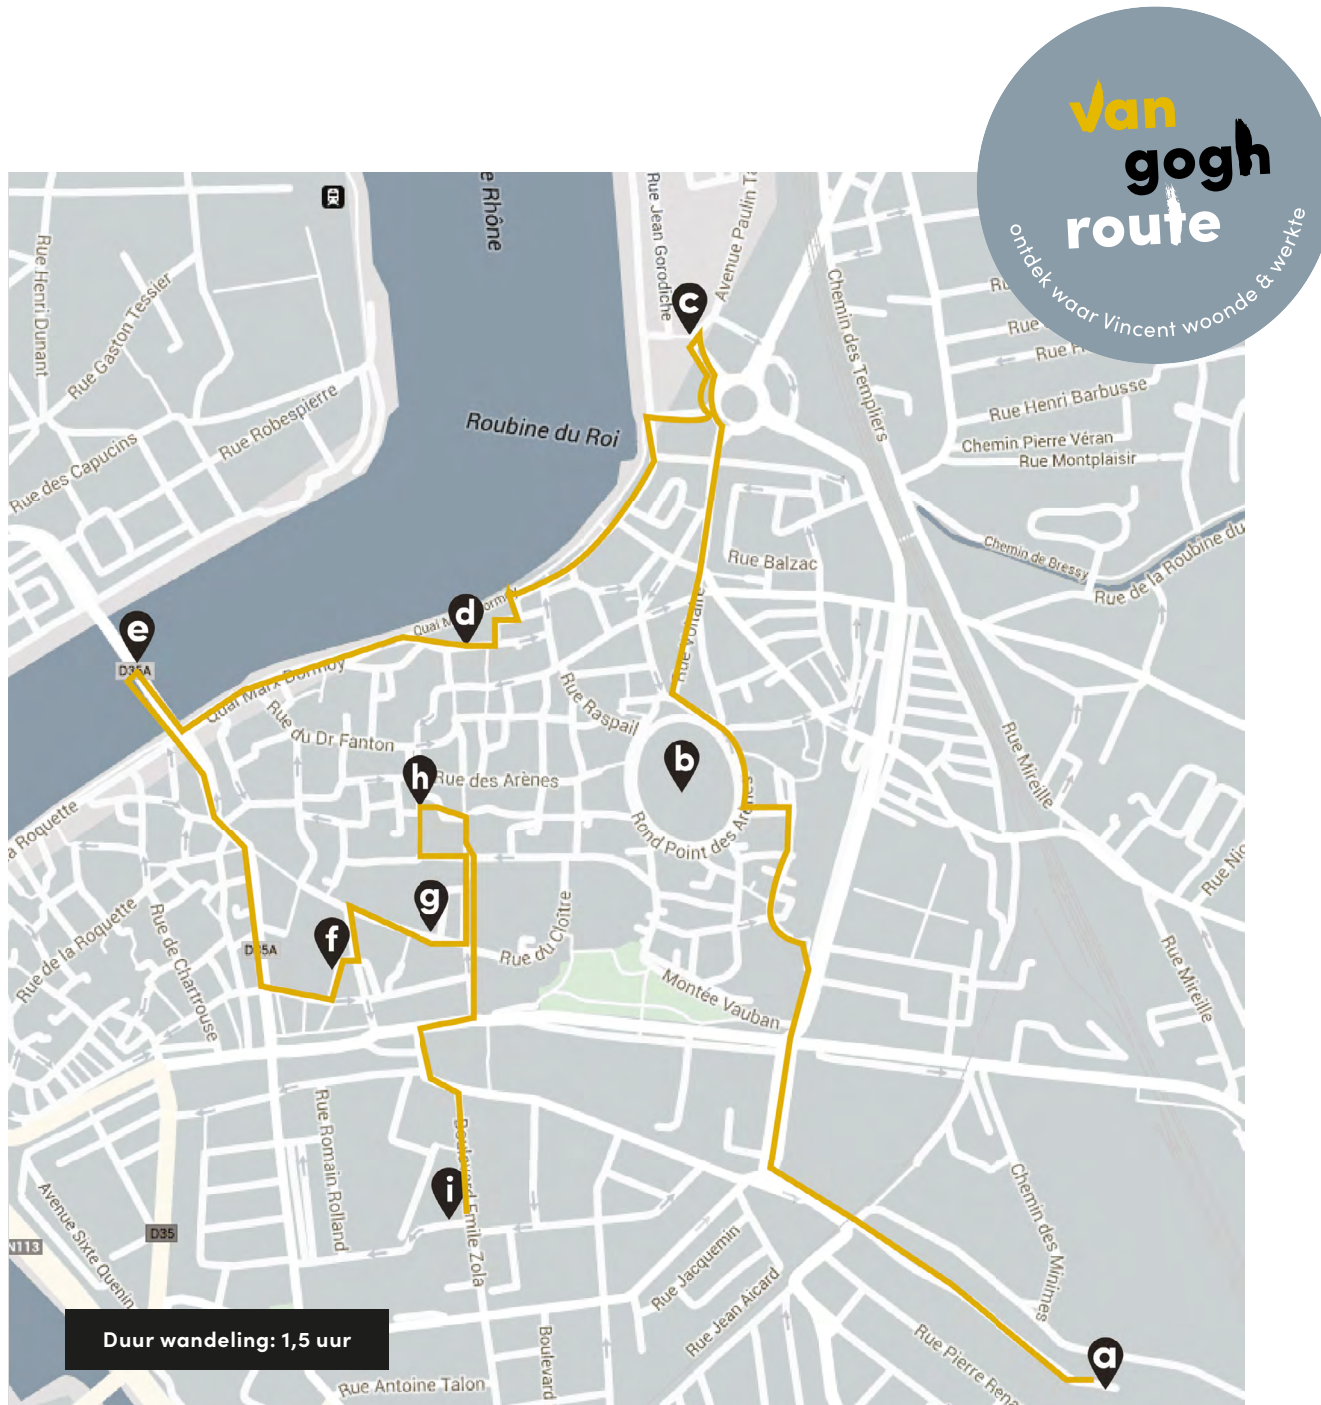 van
gogh
route
ontdek waar Vincent woonde & werkte
Rue Henri Dunant
Rue Gaston Tessier
Rue Robespierre
Rue des Capucins
e Rhône
Roubine du Roi
Rue Jean Gorodiche
Avenue Paulin T
Chemin des Templiers
Rue
Rue Henri Barbusse
Chemin Pierre Véran
Rue Montplaisir
Chemin de Bressy
Rue de la Roubine du
Rue Balzac
Rue Voltaire
Rue Raspail
c
d
e
D35A
Quai Marx Dormoy
Rue du Dr Fanton
h
Rue des Arènes
b
Rond Point des Arènes
Rue Mireille
a Roquette
Rue de la Roquette
Rue de Chartrouse
D35A
f
g
Rue du Cloître
Montée Vauban
Rue Mireille
Rue Romain Rolland
Boulevard Emile Zola
i
Avenue Sixte Quenin
D35
N113
Rue Jacquemin
Rue Jean Aicard
Chemin des Minimes
Rue Pierre Rena
a
Boulevard
Rue Antoine Talon
Duur wandeling: 1,5 uur